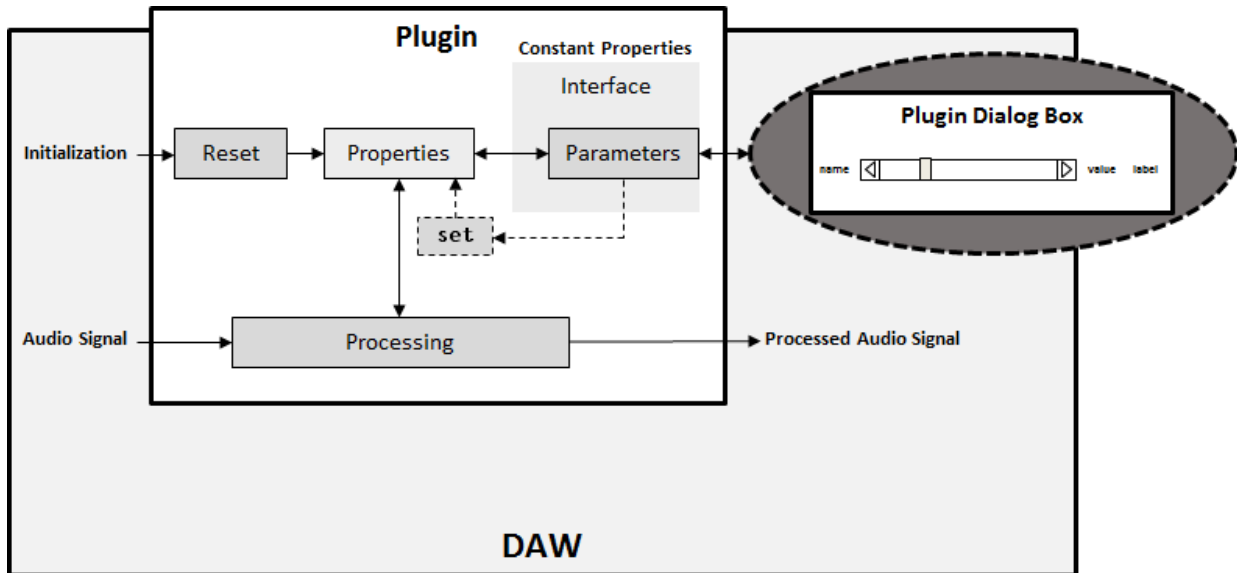 Plugin
Constant Properties
Interface
Plugin Dialog Box
Initialization
Reset
Properties
Parameters
name
value
label
set
Audio Signal
Processing
Processed Audio Signal
DAW